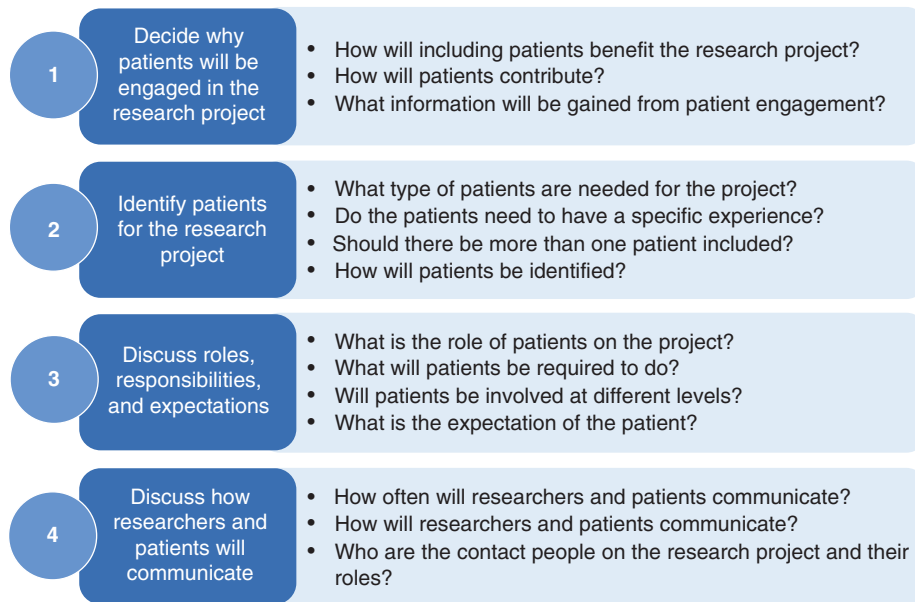 1
Decide why
patients will be
engaged in the
research project
• How will including patients benefit the research project?
• How will patients contribute?
• What information will be gained from patient engagement?
2
Identify patients
for the research
project
• What type of patients are needed for the project?
• Do the patients need to have a specific experience?
• Should there be more than one patient included?
• How will patients be identified?
3
Discuss roles,
responsibilities,
and expectations
• What is the role of patients on the project?
• What will patients be required to do?
• Will patients be involved at different levels?
• What is the expectation of the patient?
4
Discuss how
researchers and
patients will
communicate
• How often will researchers and patients communicate?
• How will researchers and patients communicate?
• Who are the contact people on the research project and their
roles?